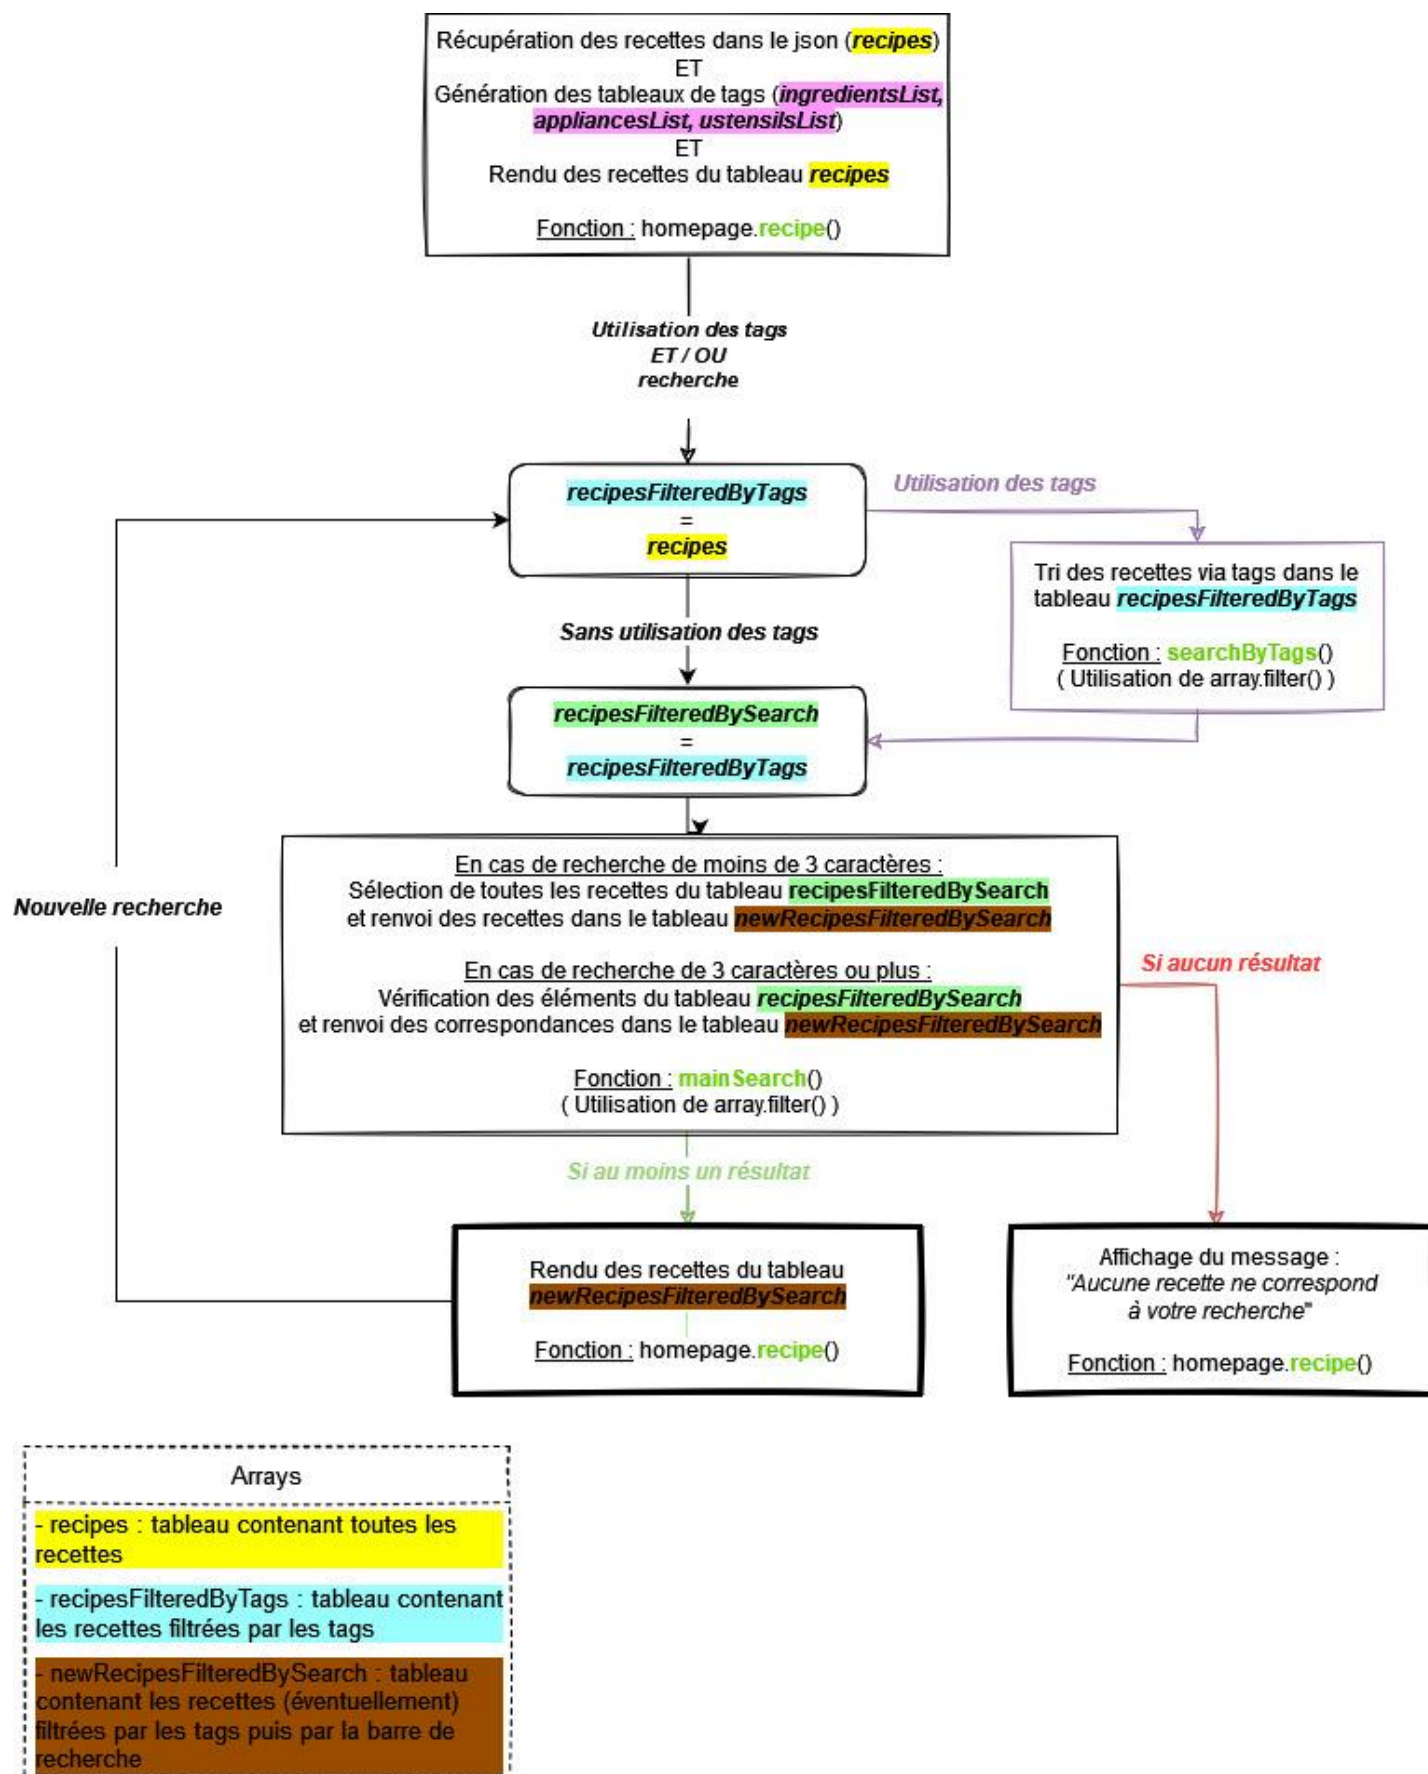 Récupération des recettes dans le json (recipes)
ET
Génération des tableaux de tags (ingredientsList,
appliancesList, ustensilsList)
ET
Rendu des recettes du tableau recipes
Fonction : homepage.recipe()
Utilisation des tags
ET / OU
recherche
recipesFilteredByTags
=
recipes
Utilisation des tags
Tri des recettes via tags dans le
tableau recipesFilteredByTags
Fonction : searchByTags()
( Utilisation de array.filter() )
Sans utilisation des tags
recipesFilteredBySearch
=
recipesFilteredByTags
En cas de recherche de moins de 3 caractères :
Sélection de toutes les recettes du tableau recipesFilteredBySearch
et renvoi des recettes dans le tableau newRecipesFilteredBySearch
En cas de recherche de 3 caractères ou plus :
Vérification des éléments du tableau recipesFilteredBySearch
et renvoi des correspondances dans le tableau newRecipesFilteredBySearch
Fonction : mainSearch()
( Utilisation de array.filter() )
Nouvelle recherche
Si aucun résultat
Si au moins un résultat
Rendu des recettes du tableau
newRecipesFilteredBySearch
Fonction : homepage.recipe()
Affichage du message :
"Aucune recette ne correspond
à votre recherche"
Fonction : homepage.recipe()
Arrays
- recipes : tableau contenant toutes les
recettes
- recipesFilteredByTags : tableau contenant
les recettes filtrées par les tags
- newRecipesFilteredBySearch : tableau
contenant les recettes (éventuellement)
filtrées par les tags puis par la barre de
recherche